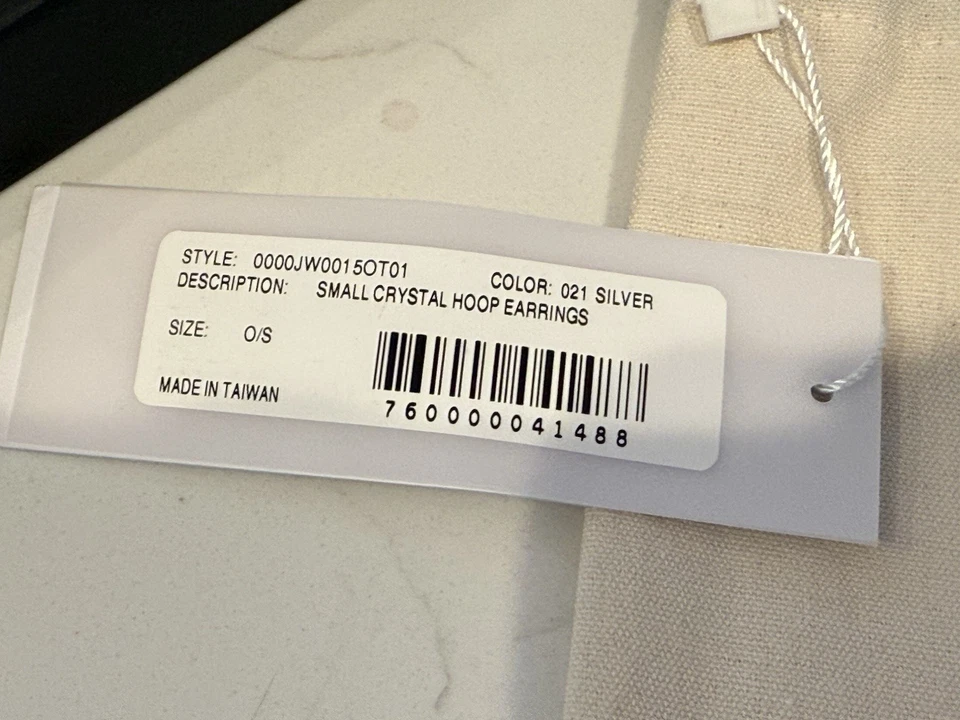 STYLE: 0000JW0015OT01 COLOR: 021 SILVER
DESCRIPTION: SMALL CRYSTAL HOOP EARRINGS
SIZE: O/S
MADE IN TAIWAN
760000041488